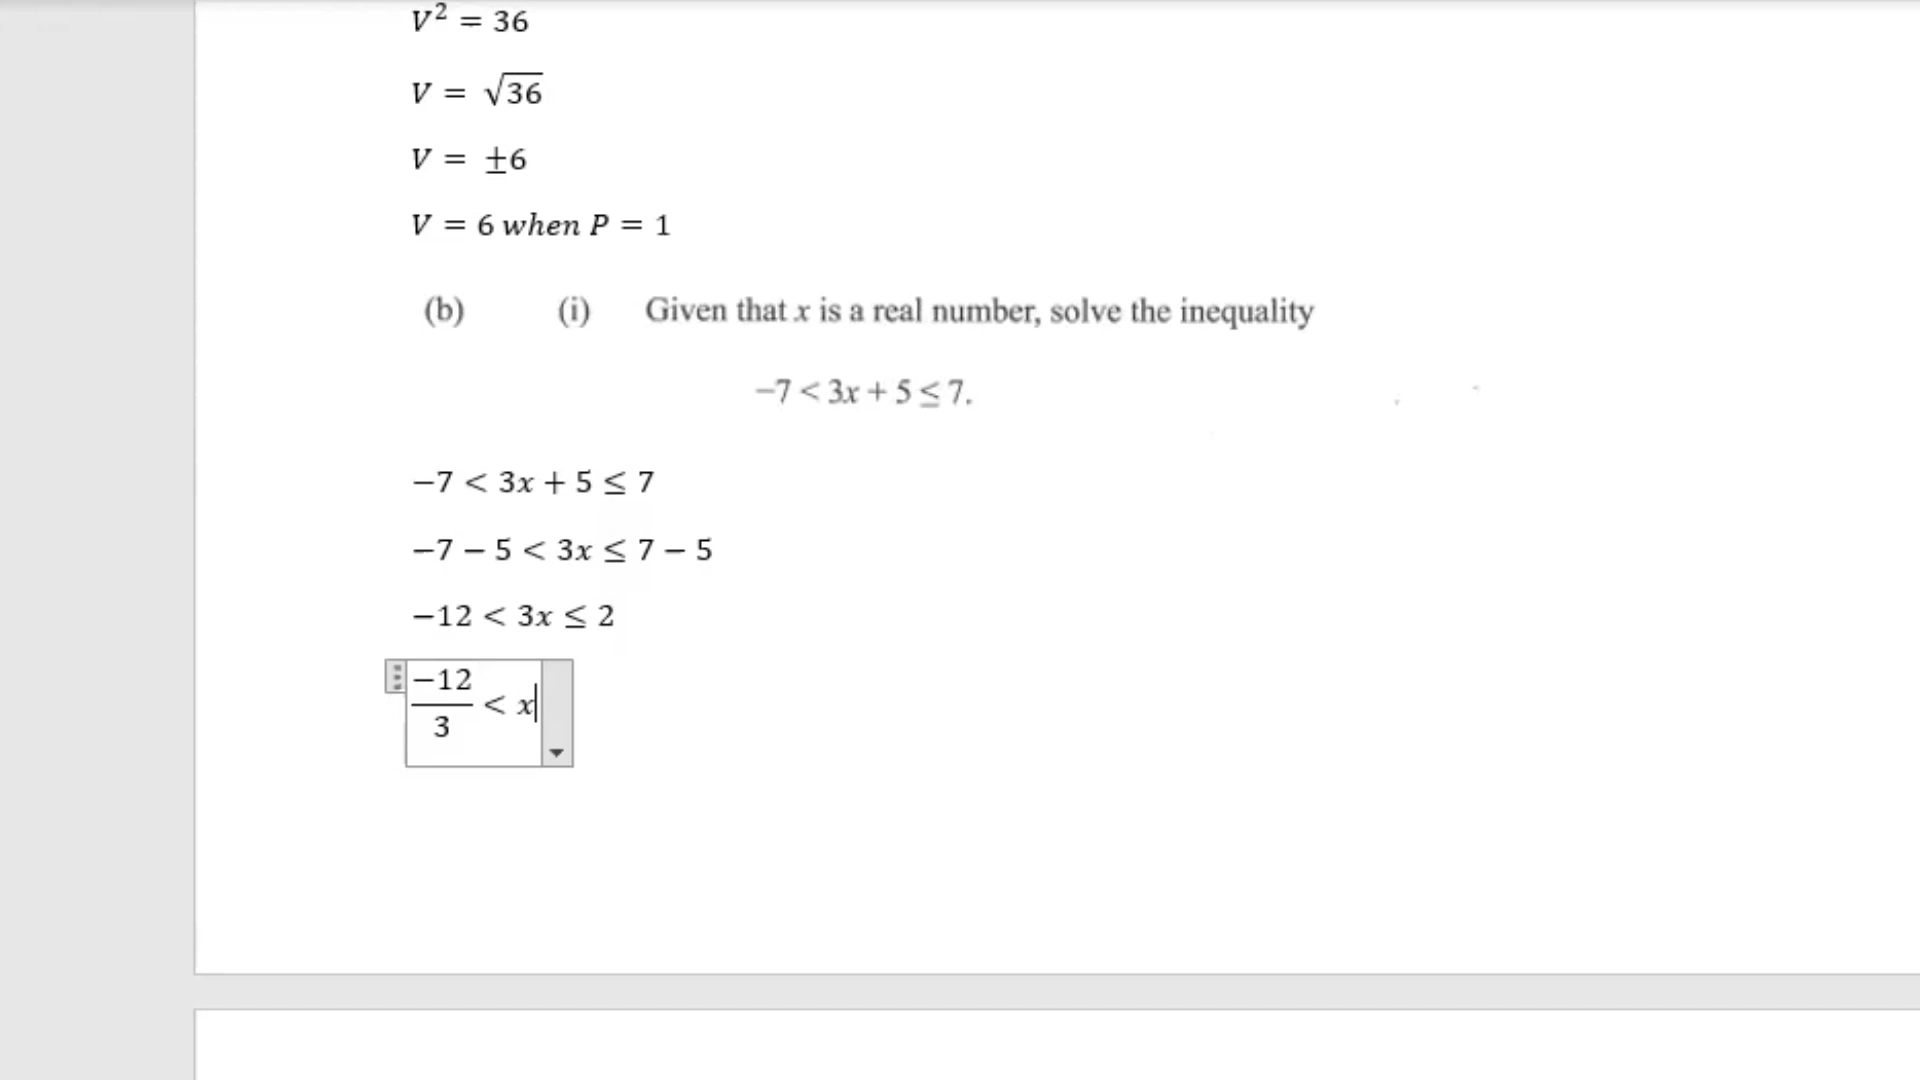 V² = 36
V = √36
V = ±6
V = 6 when P = 1
(b) (i) Given that x is a real number, solve the inequality
−7 < 3x + 5 ≤ 7.
−7 < 3x + 5 ≤ 7
−7 − 5 < 3x ≤ 7 − 5
−12 < 3x ≤ 2
−12/3 < x